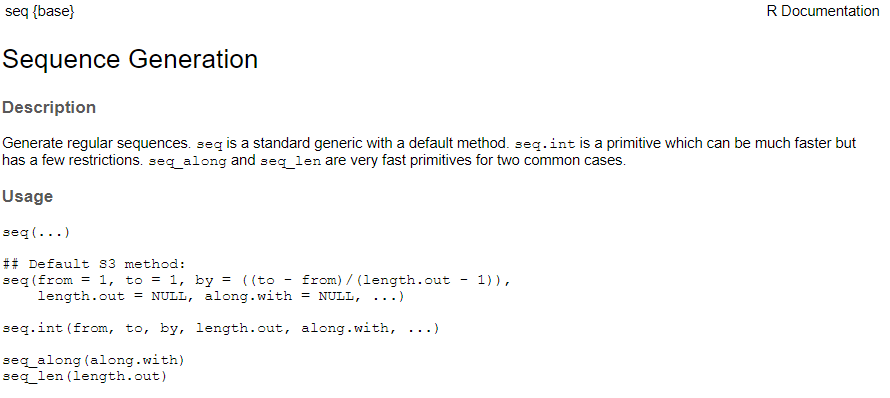 seq {base}
R Documentation
Sequence Generation
Description
Generate regular sequences. seq is a standard generic with a default method. seq.int is a primitive which can be much faster but
has a few restrictions. seq_along and seq_len are very fast primitives for two common cases.
Usage
seq(...)
## Default S3 method:
seq(from = 1, to = 1, by = ((to - from)/(length.out - 1)),
    length.out = NULL, along.with = NULL, ...)
seq.int(from, to, by, length.out, along.with, ...)
seq_along(along.with)
seq_len(length.out)